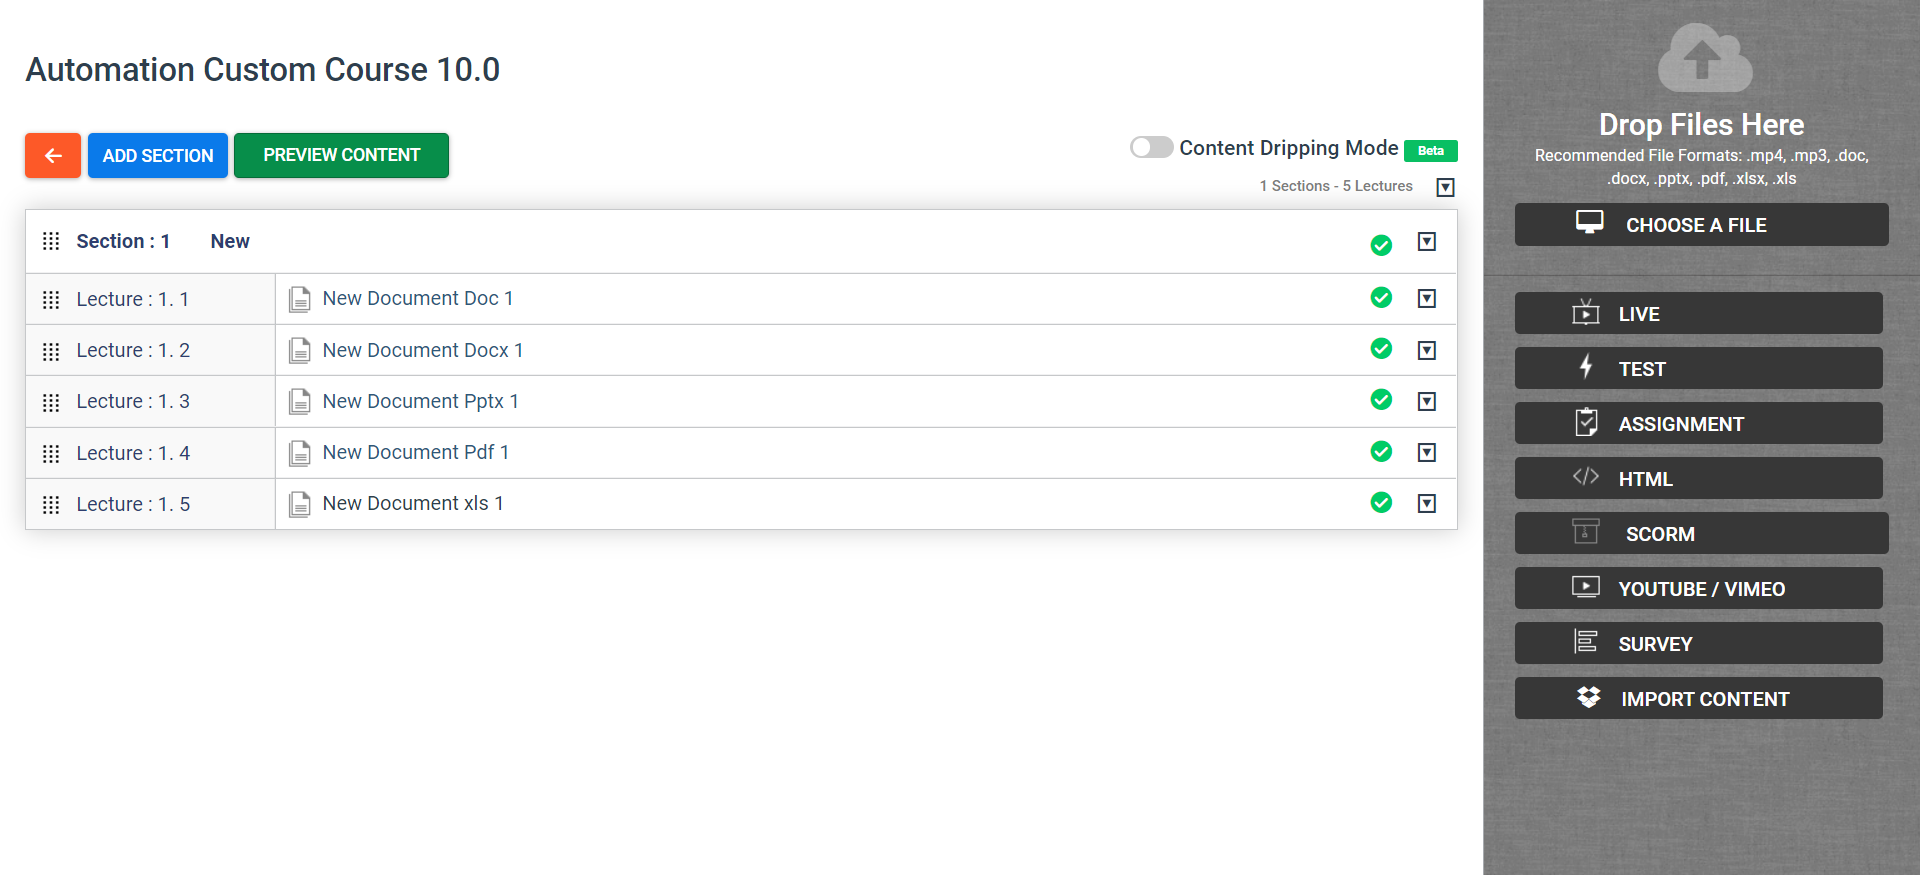 Automation Custom Course 10.0
ADD SECTION
PREVIEW CONTENT
Content Dripping Mode Beta
1 Sections - 5 Lectures
Section : 1 New
Lecture : 1. 1 New Document Doc 1
Lecture : 1. 2 New Document Docx 1
Lecture : 1. 3 New Document Pptx 1
Lecture : 1. 4 New Document Pdf 1
Lecture : 1. 5 New Document xls 1
Drop Files Here
Recommended File Formats: .mp4, .mp3, .doc,
.docx, .pptx, .pdf, .xlsx, .xls
CHOOSE A FILE
LIVE
TEST
ASSIGNMENT
HTML
SCORM
YOUTUBE / VIMEO
SURVEY
IMPORT CONTENT